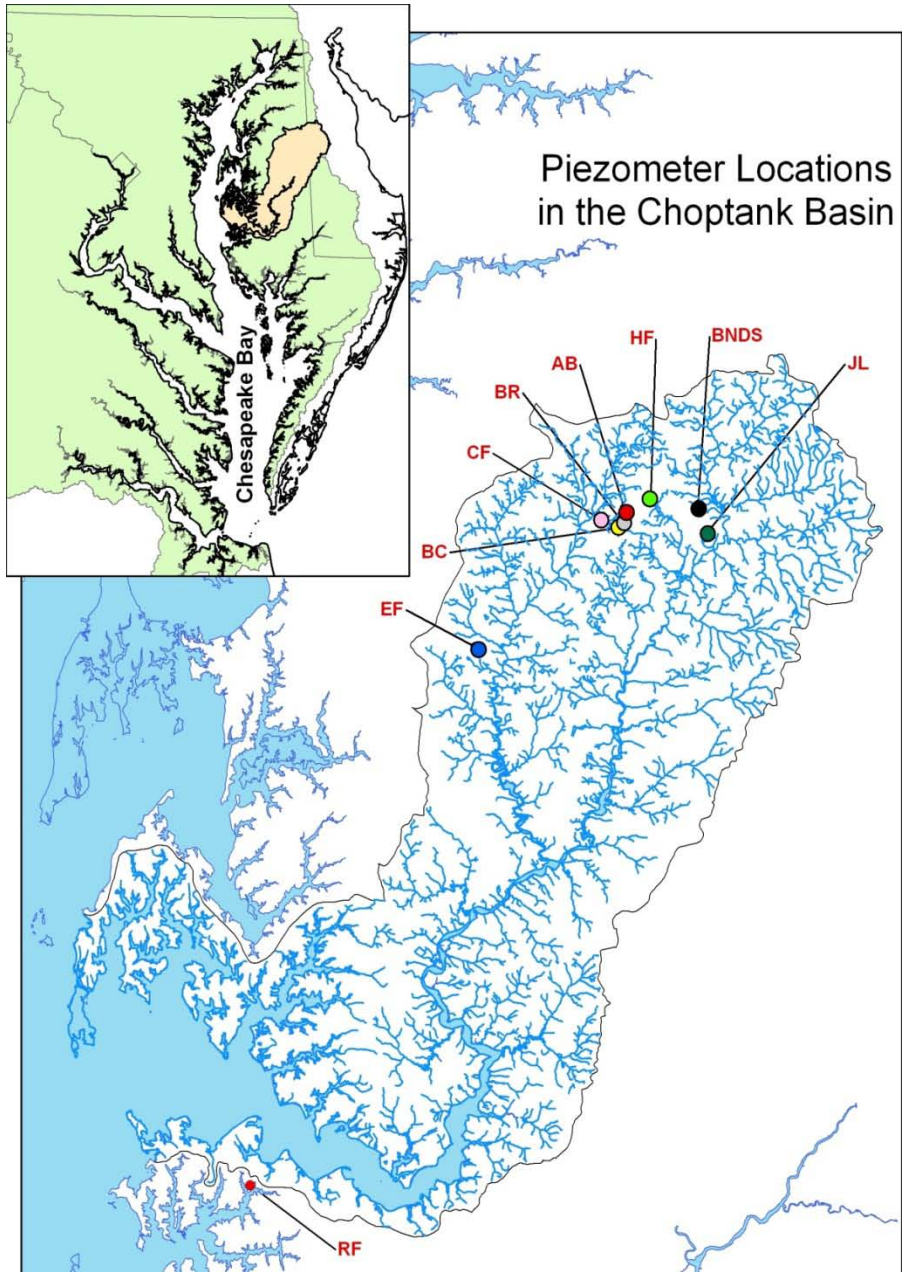 Piezometer Locations
in the Choptank Basin
Chesapeake Bay
HF
BNDS
AB
JL
BR
CF
BC
EF
RF